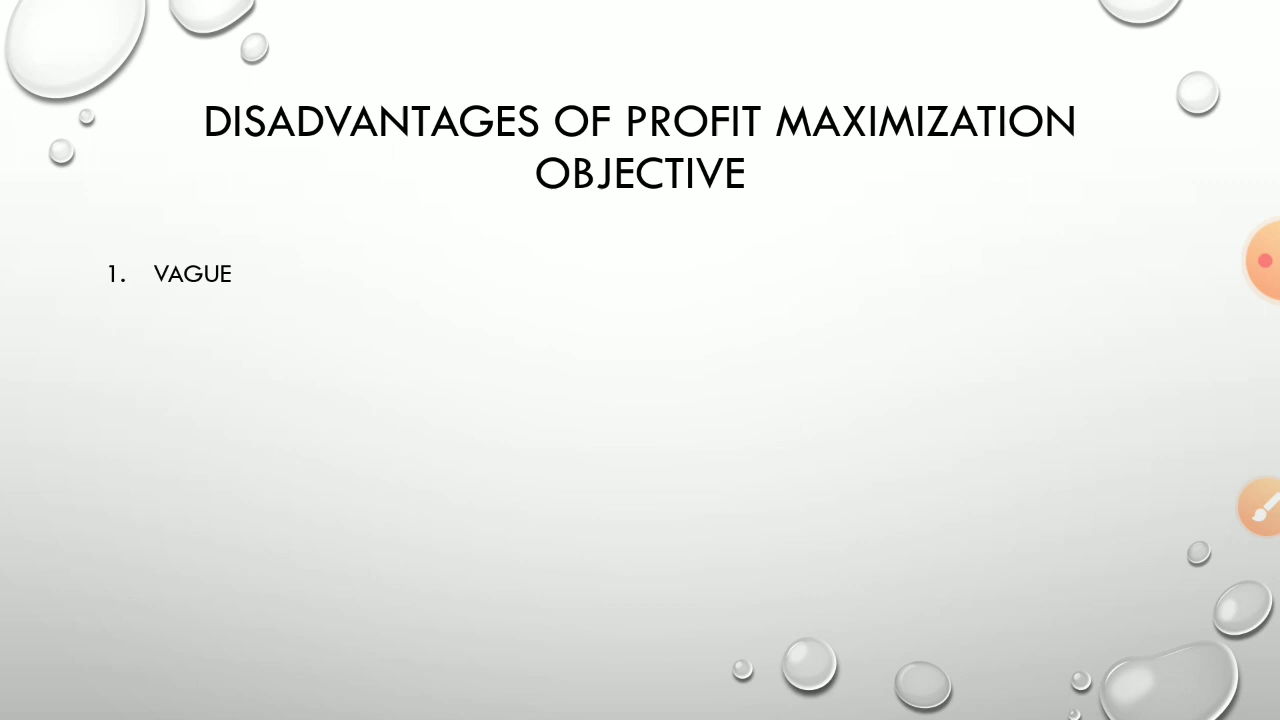 DISADVANTAGES OF PROFIT MAXIMIZATION
OBJECTIVE
1. VAGUE